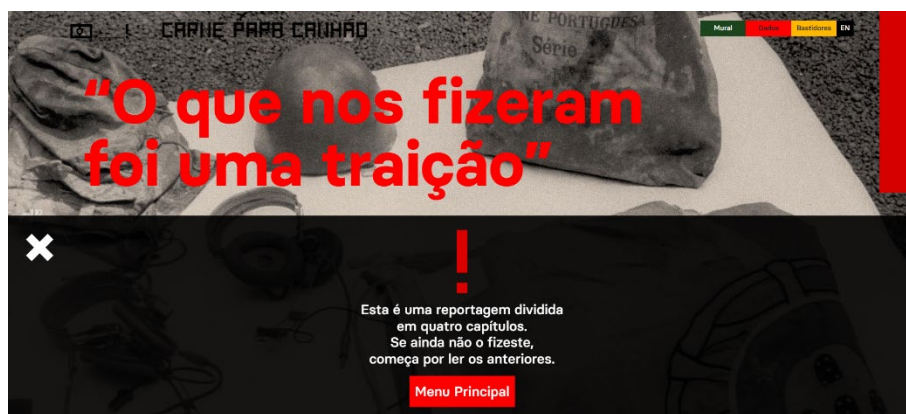 CARNE PARA CANHÃO
Mural
Dados
Bastidores
EN
NE PORTUGUESA
Série
“O que nos fizeram
foi uma traição”
!
Esta é uma reportagem dividida
em quatro capítulos.
Se ainda não o fizeste,
começa por ler os anteriores.
Menu Principal